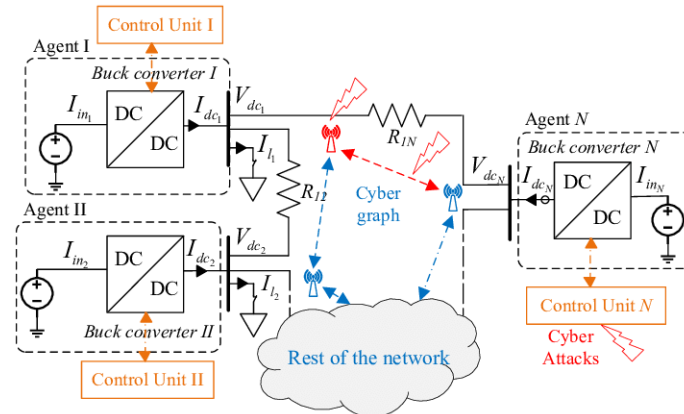 Control Unit I
Agent I
Buck converter I
I_in1
DC
DC
I_dc1
V_dc1
I_l1
R_1N
R_12
Agent N
Buck converter N
V_dcN
I_dcN
I_inN
DC
DC
Cyber
graph
Agent II
I_in2
DC
DC
I_dc2
V_dc2
I_l2
Buck converter II
Control Unit II
Rest of the network
Control Unit N
Cyber
Attacks